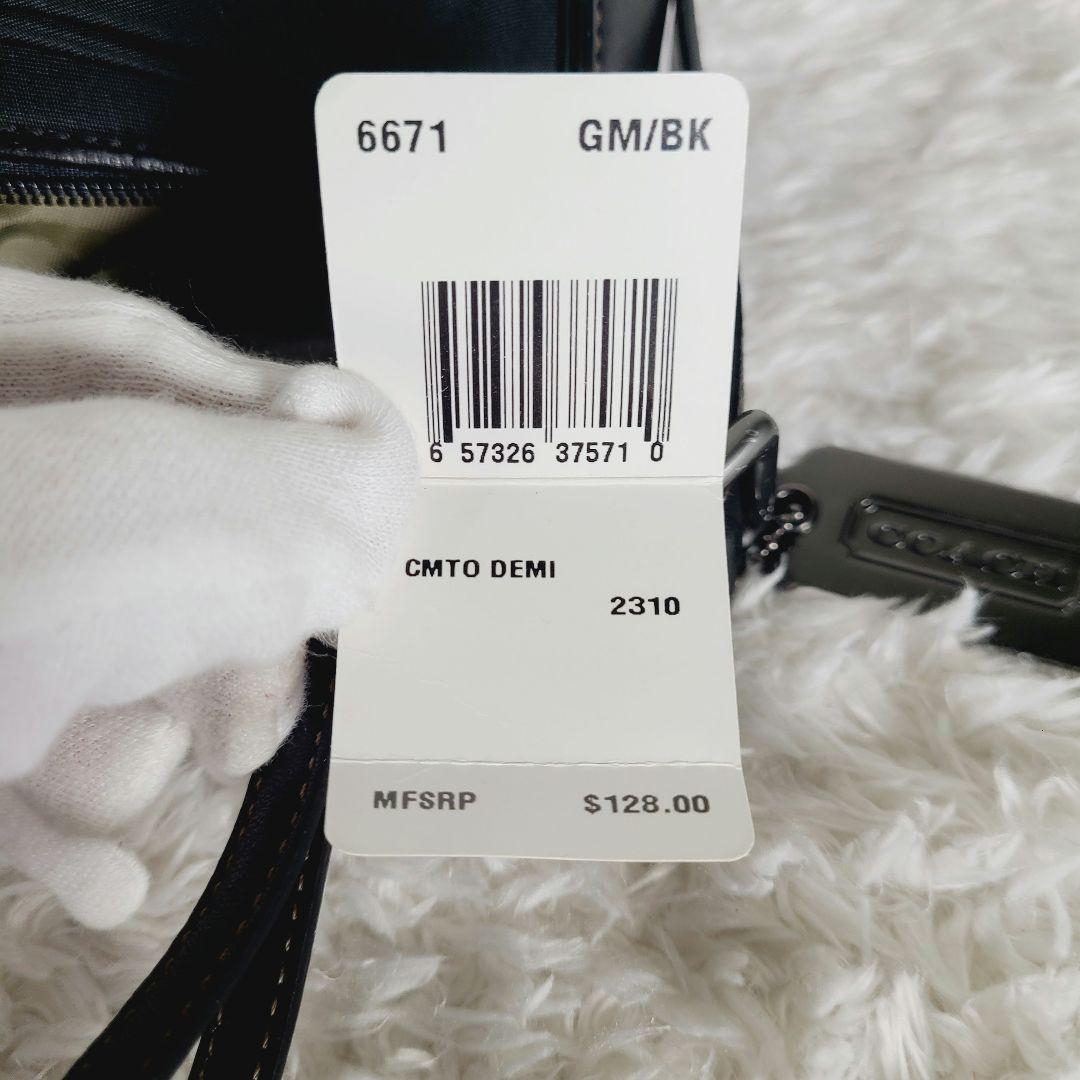 6671 GM/BK
6 57326 37571 0
COACH
CMTO DEMI
2310
MFSRP $128.00